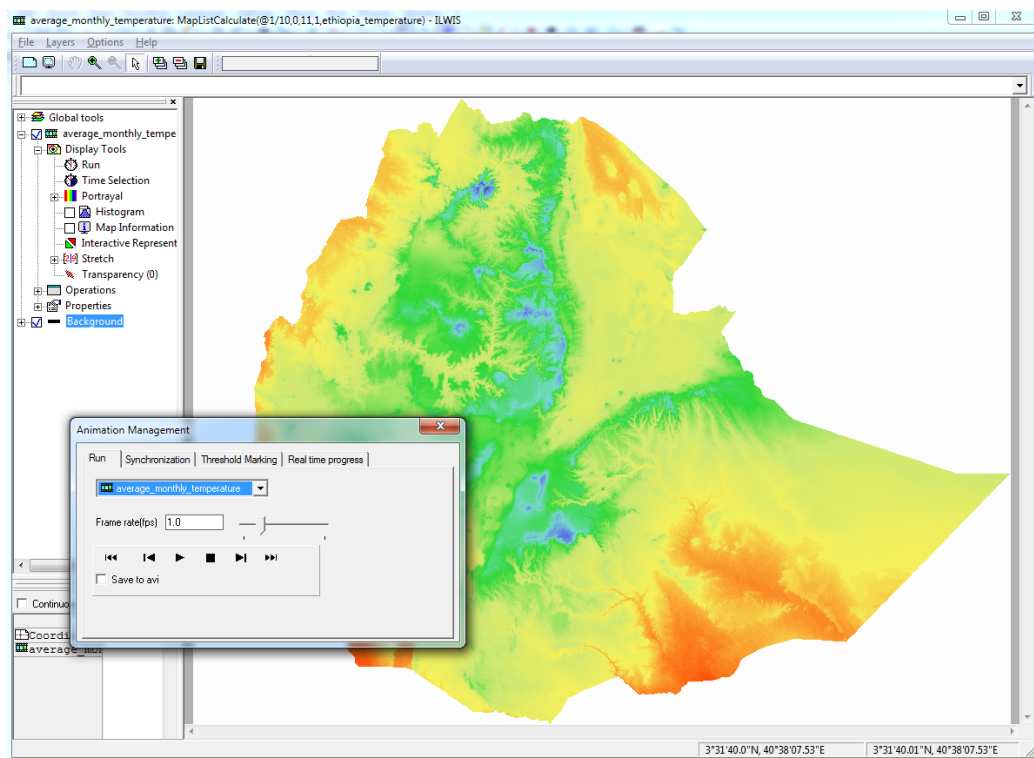 average_monthly_temperature: MapListCalculate(@1/10,0,11,1,ethiopia_temperature) - ILWIS
File Layers Options Help
Global tools
average_monthly_tempe
Display Tools
Run
Time Selection
Portrayal
Histogram
Map Information
Interactive Represent
Stretch
Transparency (0)
Operations
Properties
Background
Animation Management
Run Synchronization Threshold Marking Real time progress
average_monthly_temperature
Frame rate(fps) 1.0
Save to avi
Continuo
Coordi
average_mo
3°31'40.0"N, 40°38'07.53"E 3°31'40.01"N, 40°38'07.53"E